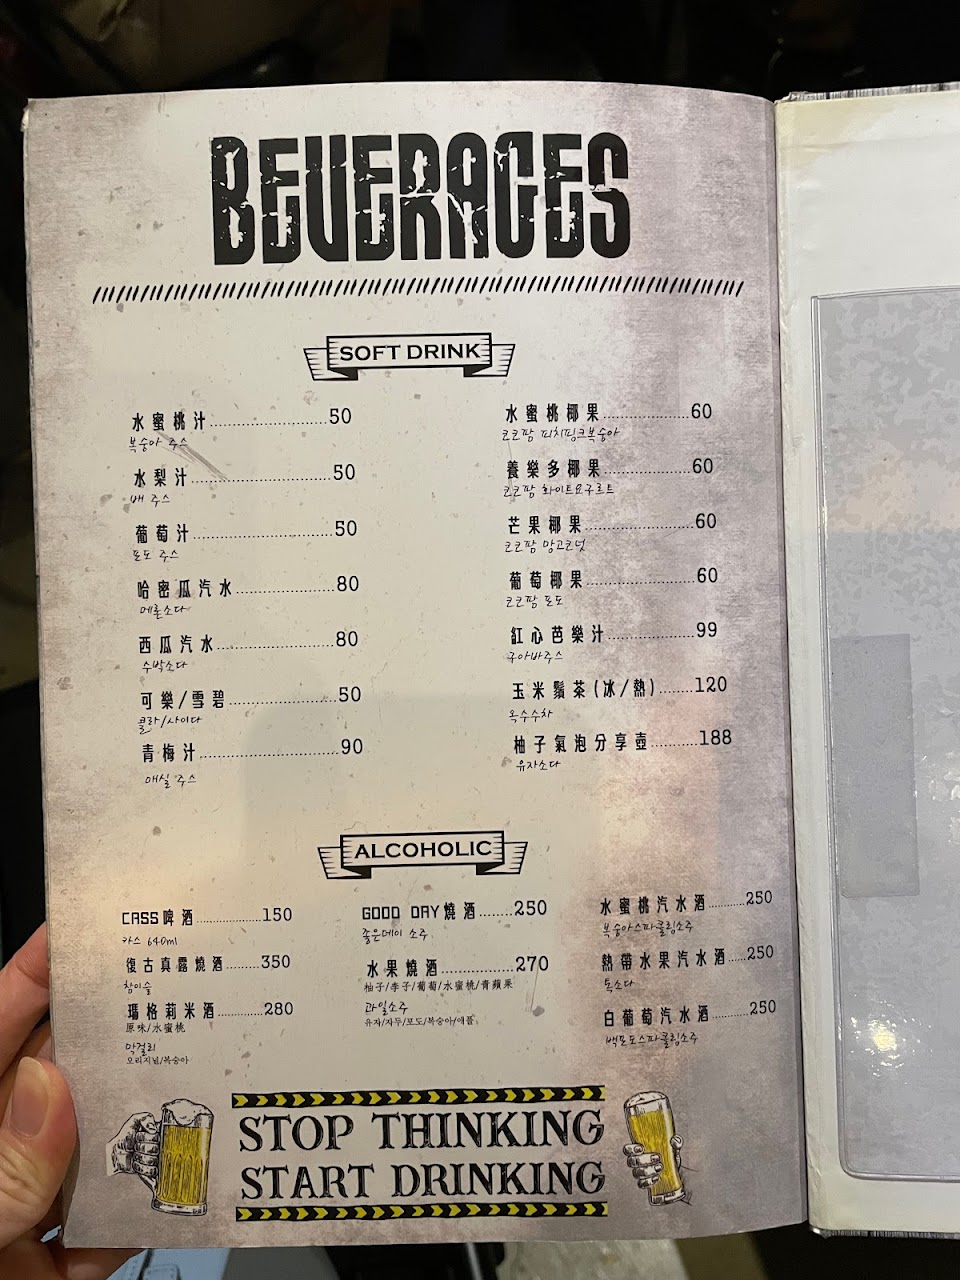 BEVERAGES
SOFT DRINK
水蜜桃汁......................50
복숭아 주스
水梨汁......................50
배 주스
葡萄汁......................50
포도 주스
哈密瓜汽水................80
메론소다
西瓜汽水..................80
수박소다
可樂/雪碧..................50
콜라/사이다
青梅汁......................90
매실 주스
水蜜桃椰果................60
코코팜 피치핑크복숭아
養樂多椰果................60
코코팜 화이트요구르트
芒果椰果..................60
코코팜 망고코넛
葡萄椰果..................60
코코팜 포도
紅心芭樂汁................99
구아바주스
玉米鬚茶(冰/熱).......120
옥수수차
柚子氣泡分享壺..........188
유자소다
ALCOHOLIC
CASS啤酒..............150
카스 640ml
復古真露燒酒.........350
참이슬
瑪格莉米酒............280
原味/水蜜桃
막걸리
오리지널/복숭아
GOOD DAY燒酒........250
좋은데이 소주
水果燒酒................270
柚子/李子/葡萄/水蜜桃/青蘋果
과일소주
유자/자두/포도/복숭아/애플
水蜜桃汽水酒.........250
복숭아스파클링소주
熱帶水果汽水酒.....250
톡소다
白葡萄汽水酒.........250
백포도스파클링소주
STOP THINKING
START DRINKING